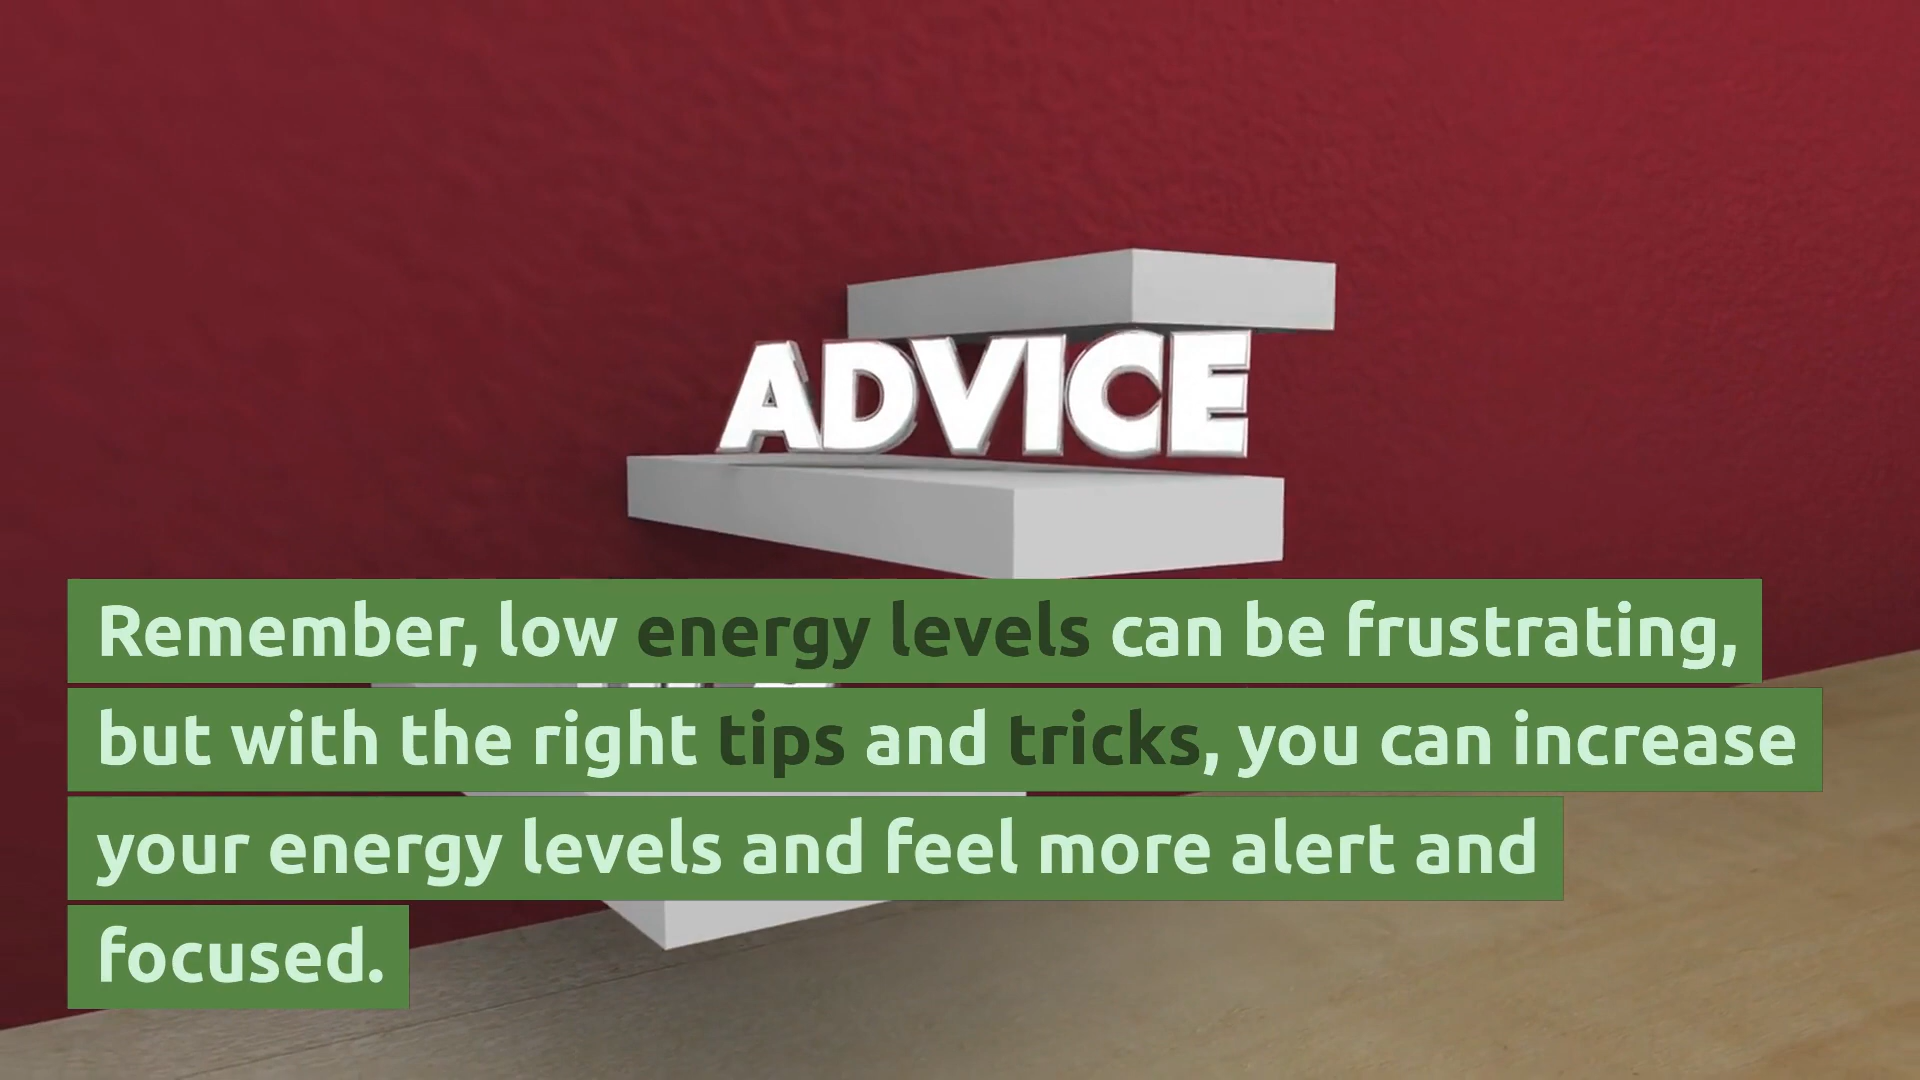 ADVICE
Remember, low energy levels can be frustrating,
but with the right tips and tricks, you can increase
your energy levels and feel more alert and
focused.